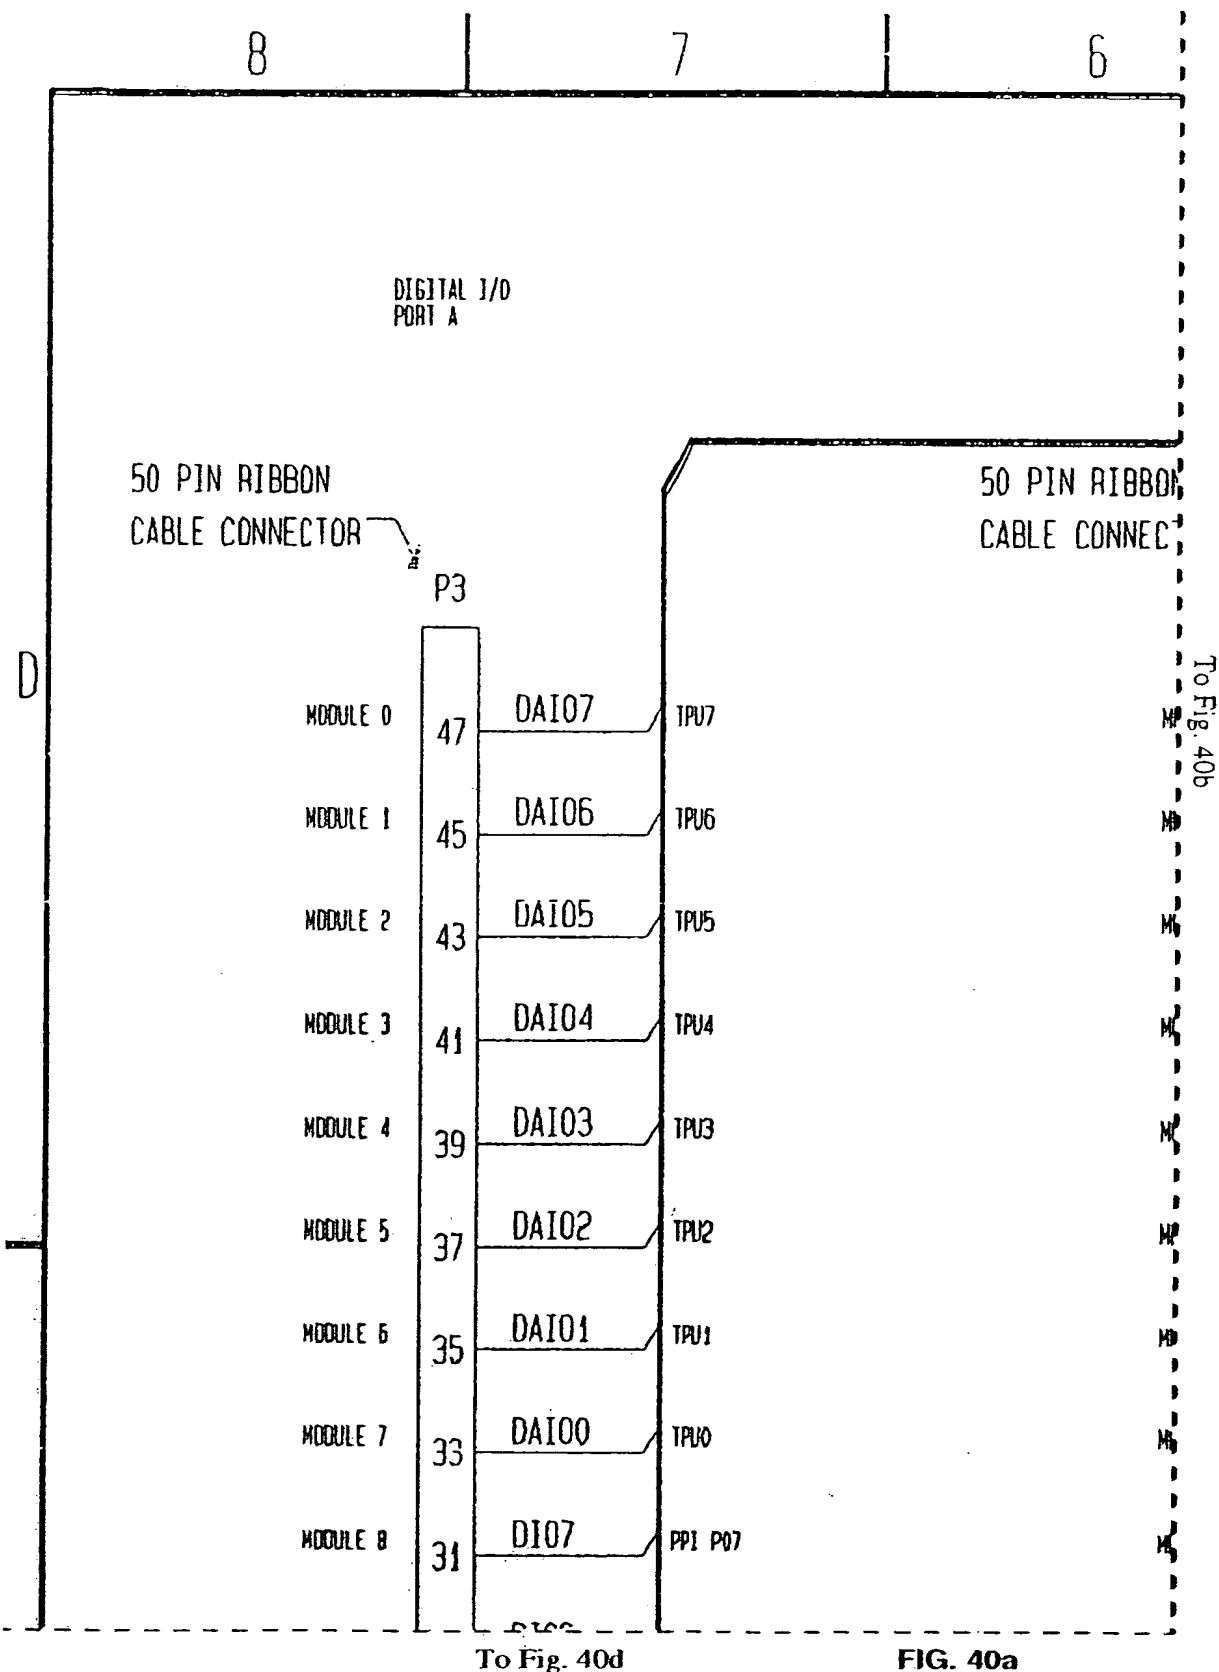 8 7 6
DIGITAL I/O
PORT A
50 PIN RIBBON
CABLE CONNECTOR
50 PIN RIBBON
CABLE CONNEC
P3
D
To Fig. 40b
MODULE 0 47 DAI07 TPU7
MODULE 1 45 DAI06 TPU6
MODULE 2 43 DAI05 TPU5
MODULE 3 41 DAI04 TPU4
MODULE 4 39 DAI03 TPU3
MODULE 5 37 DAI02 TPU2
MODULE 6 35 DAI01 TPU1
MODULE 7 33 DAI00 TPU0
MODULE 8 31 DI07 PPI P07
To Fig. 40d
FIG. 40a